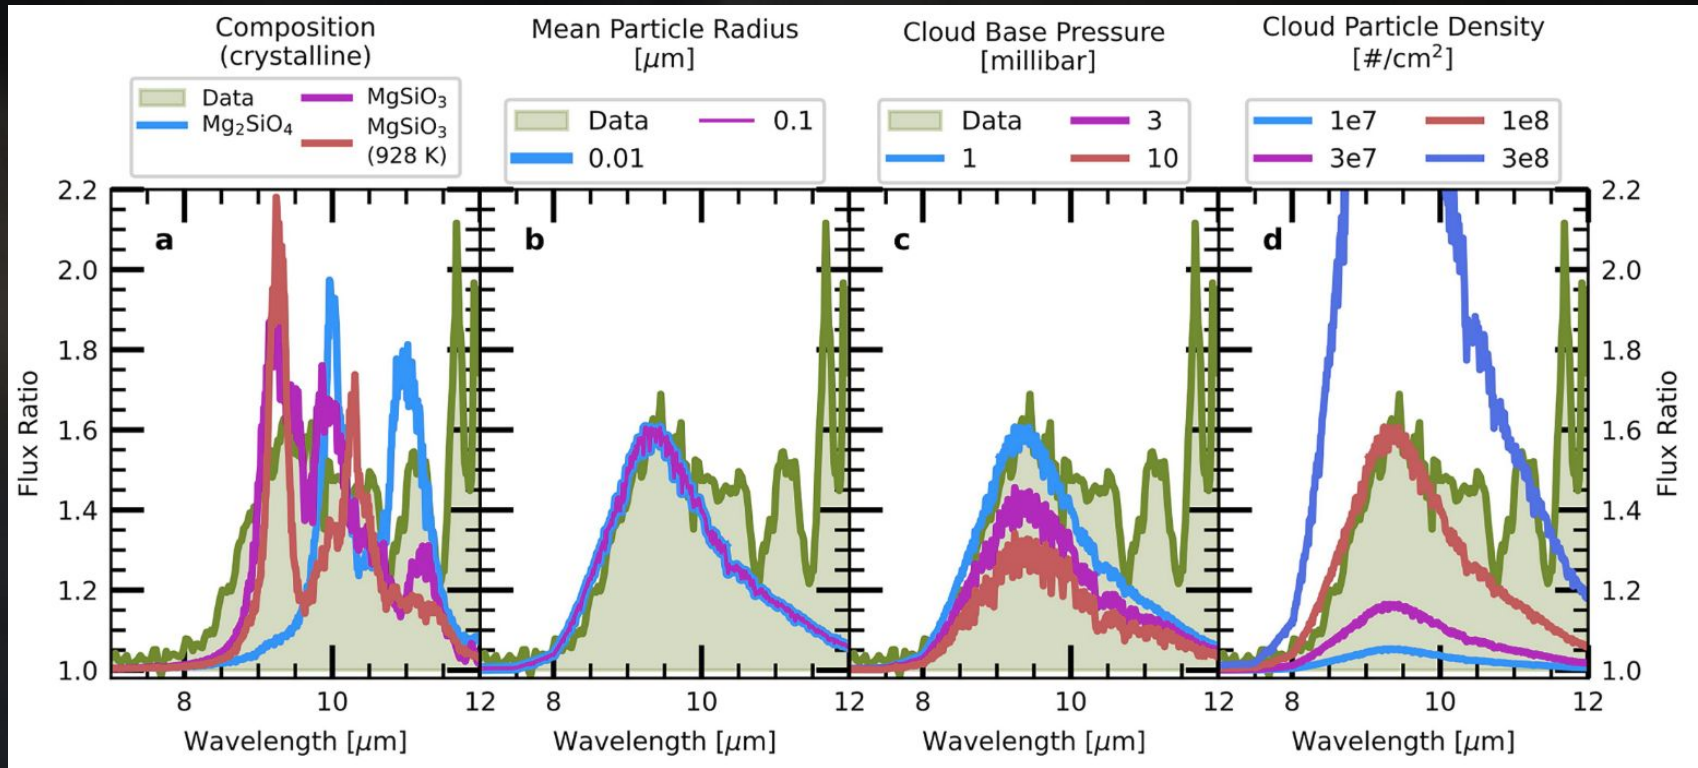 Composition
(crystalline)
Data
Mg₂SiO₄
MgSiO₃
MgSiO₃
(928 K)
Mean Particle Radius
[μm]
Data
0.01
0.1
Cloud Base Pressure
[millibar]
Data
1
3
10
Cloud Particle Density
[#/cm²]
1e7
3e7
1e8
3e8
Flux Ratio
2.2
2.0
1.8
1.6
1.4
1.2
1.0
a
b
c
d
2.2
2.0
1.8
1.6
1.4
1.2
1.0
Flux Ratio
8 10 12 8 10 12 8 10 12 8 10 12
Wavelength [μm] Wavelength [μm] Wavelength [μm] Wavelength [μm]